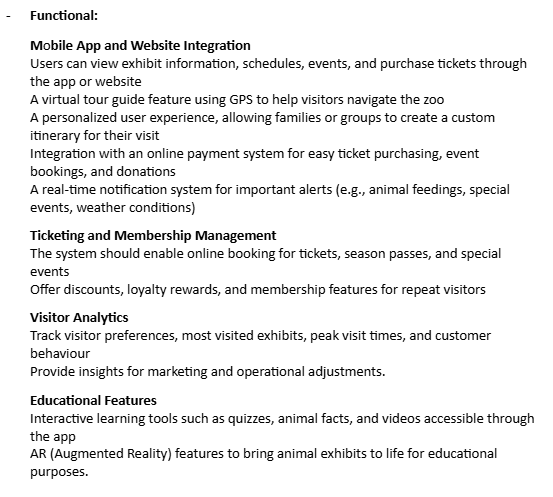 - Functional:
Mobile App and Website Integration
Users can view exhibit information, schedules, events, and purchase tickets through
the app or website
A virtual tour guide feature using GPS to help visitors navigate the zoo
A personalized user experience, allowing families or groups to create a custom
itinerary for their visit
Integration with an online payment system for easy ticket purchasing, event
bookings, and donations
A real-time notification system for important alerts (e.g., animal feedings, special
events, weather conditions)
Ticketing and Membership Management
The system should enable online booking for tickets, season passes, and special
events
Offer discounts, loyalty rewards, and membership features for repeat visitors
Visitor Analytics
Track visitor preferences, most visited exhibits, peak visit times, and customer
behaviour
Provide insights for marketing and operational adjustments.
Educational Features
Interactive learning tools such as quizzes, animal facts, and videos accessible through
the app
AR (Augmented Reality) features to bring animal exhibits to life for educational
purposes.